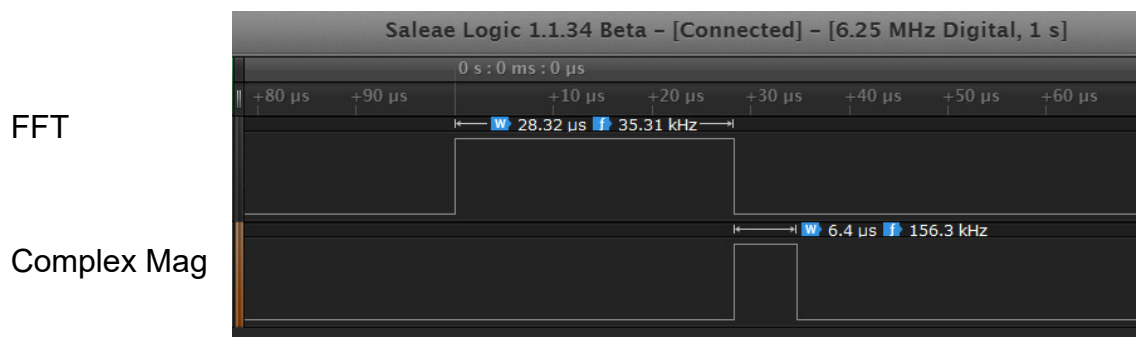 Saleae Logic 1.1.34 Beta – [Connected] – [6.25 MHz Digital, 1 s]
0 s : 0 ms : 0 µs
+80 µs +90 µs +10 µs +20 µs +30 µs +40 µs +50 µs +60 µs
FFT
W 28.32 µs f 35.31 kHz
Complex Mag
W 6.4 µs f 156.3 kHz